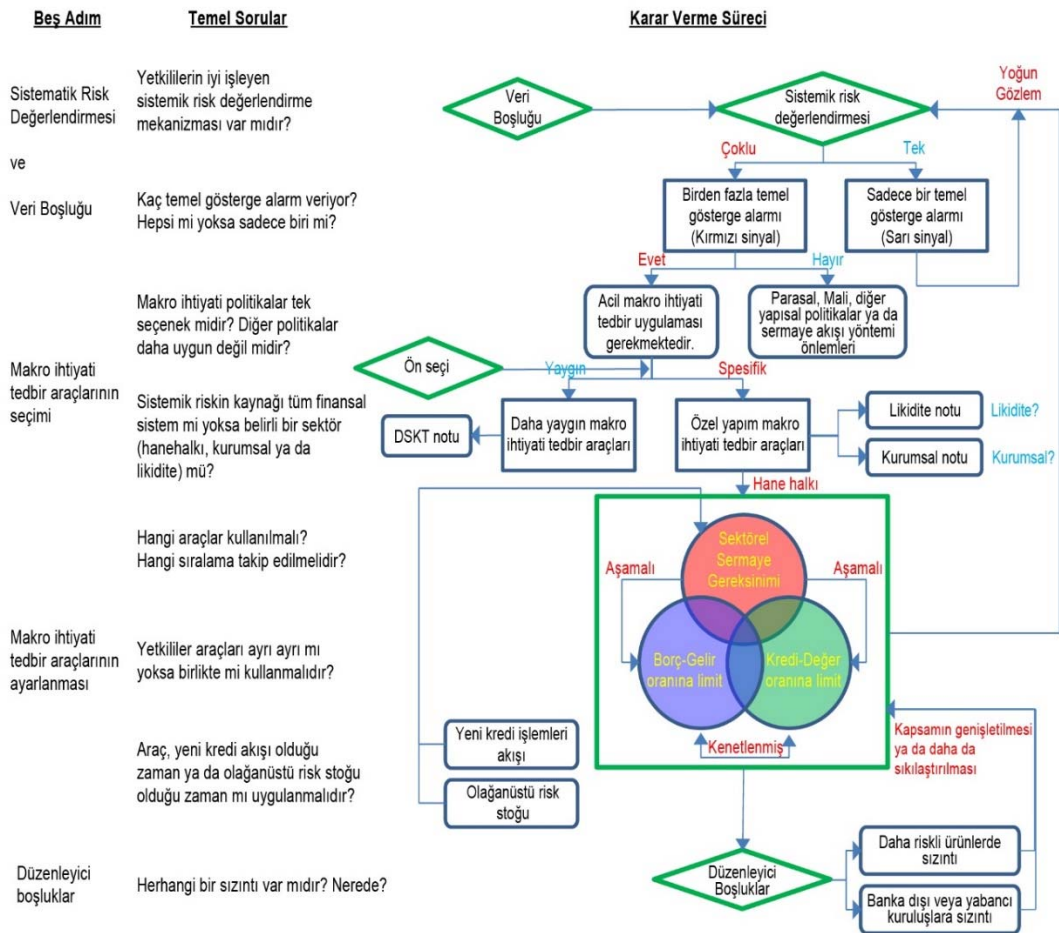 Beş Adım
Temel Sorular
Karar Verme Süreci
Sistematik Risk
Değerlendirmesi
ve
Veri Boşluğu
Yetkililerin iyi işleyen
sistemik risk değerlendirme
mekanizması var mıdır?
Kaç temel gösterge alarm veriyor?
Hepsi mi yoksa sadece biri mi?
Veri
Boşluğu
Sistemik risk
değerlendirmesi
Yoğun
Gözlem
Çoklu
Tek
Birden fazla temel
gösterge alarmı
(Kırmızı sinyal)
Sadece bir temel
gösterge alarmı
(Sarı sinyal)
Evet
Hayır
Makro ihtiyati
tedbir araçlarının
seçimi
Makro ihtiyati politikalar tek
seçenek midir? Diğer politikalar
daha uygun değil midir?
Sistemik riskin kaynağı tüm finansal
sistem mi yoksa belirli bir sektör
(hanehalkı, kurumsal ya da
likidite) mü?
Acil makro ihtiyati
tedbir uygulaması
gerekmektedir.
Parasal, Mali, diğer
yapısal politikalar ya da
sermaye akışı yöntemi
önlemleri
Ön seçi
Yaygın
Spesifik
DSKT notu
Daha yaygın makro
ihtiyati tedbir araçları
Özel yapım makro
ihtiyati tedbir araçları
Likidite notu
Likidite?
Kurumsal notu
Kurumsal?
Hane halkı
Hangi araçlar kullanılmalı?
Hangi sıralama takip edilmelidir?
Makro ihtiyati
tedbir araçlarının
ayarlanması
Yetkililer araçları ayrı ayrı mı
yoksa birlikte mi kullanmalıdır?
Araç, yeni kredi akışı olduğu
zaman ya da olağanüstü risk stoğu
olduğu zaman mı uygulanmalıdır?
Sektörel
Sermaye
Gereksinimi
Aşamalı
Aşamalı
Borç-Gelir
oranına limit
Kredi-Değer
oranına limit
Kenetlenmiş
Yeni kredi işlemleri
akışı
Olağanüstü risk
stoğu
Kapsamın genişletilmesi
ya da daha da
sıkılaştırılması
Düzenleyici
boşluklar
Herhangi bir sızıntı var mıdır? Nerede?
Düzenleyici
Boşluklar
Daha riskli ürünlerde
sızıntı
Banka dışı veya yabancı
kuruluşlara sızıntı